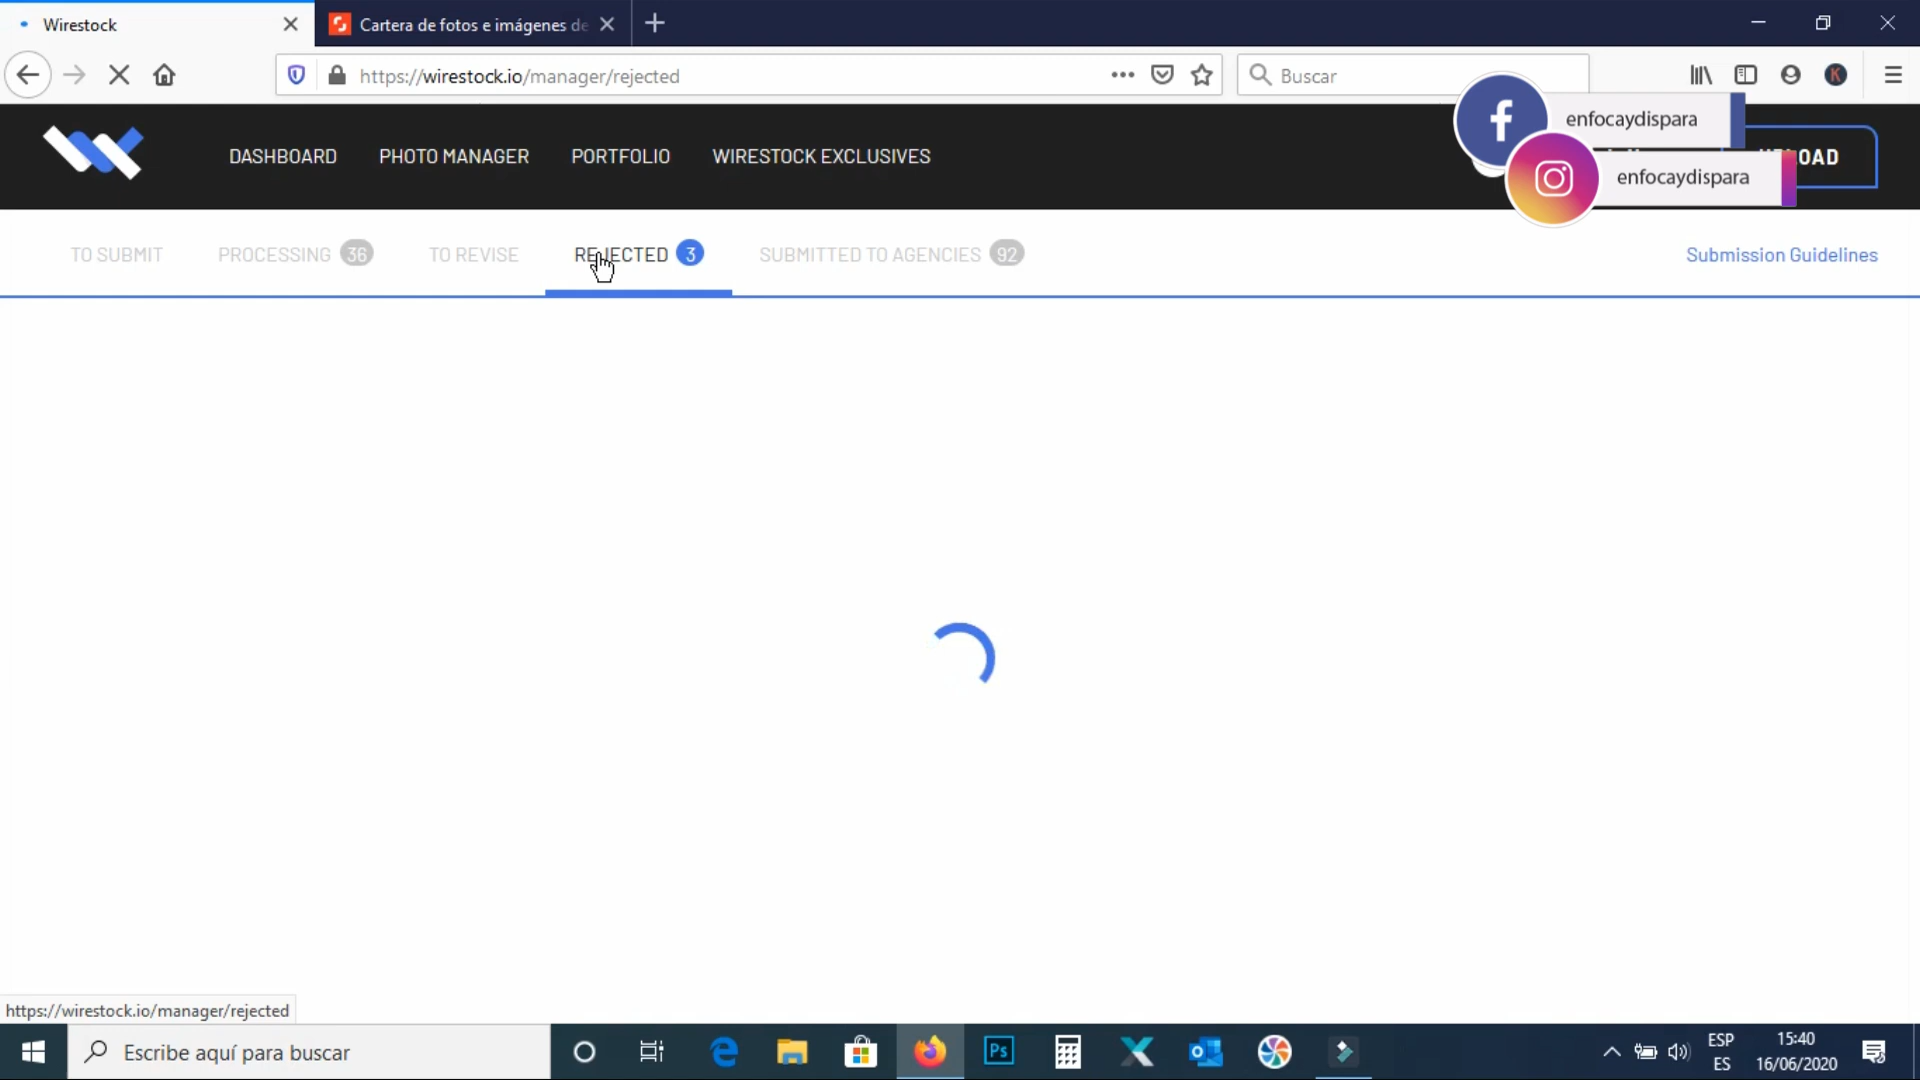 Wirestock
Cartera de fotos e imágenes de
https://wirestock.io/manager/rejected
Buscar
K
enfocaydispara
DASHBOARD
PHOTO MANAGER
PORTFOLIO
WIRESTOCK EXCLUSIVES
OAD
enfocaydispara
TO SUBMIT
PROCESSING 36
TO REVISE
REJECTED 3
SUBMITTED TO AGENCIES 92
Submission Guidelines
https://wirestock.io/manager/rejected
Escribe aquí para buscar
Ps
ESP
ES
15:40
16/06/2020